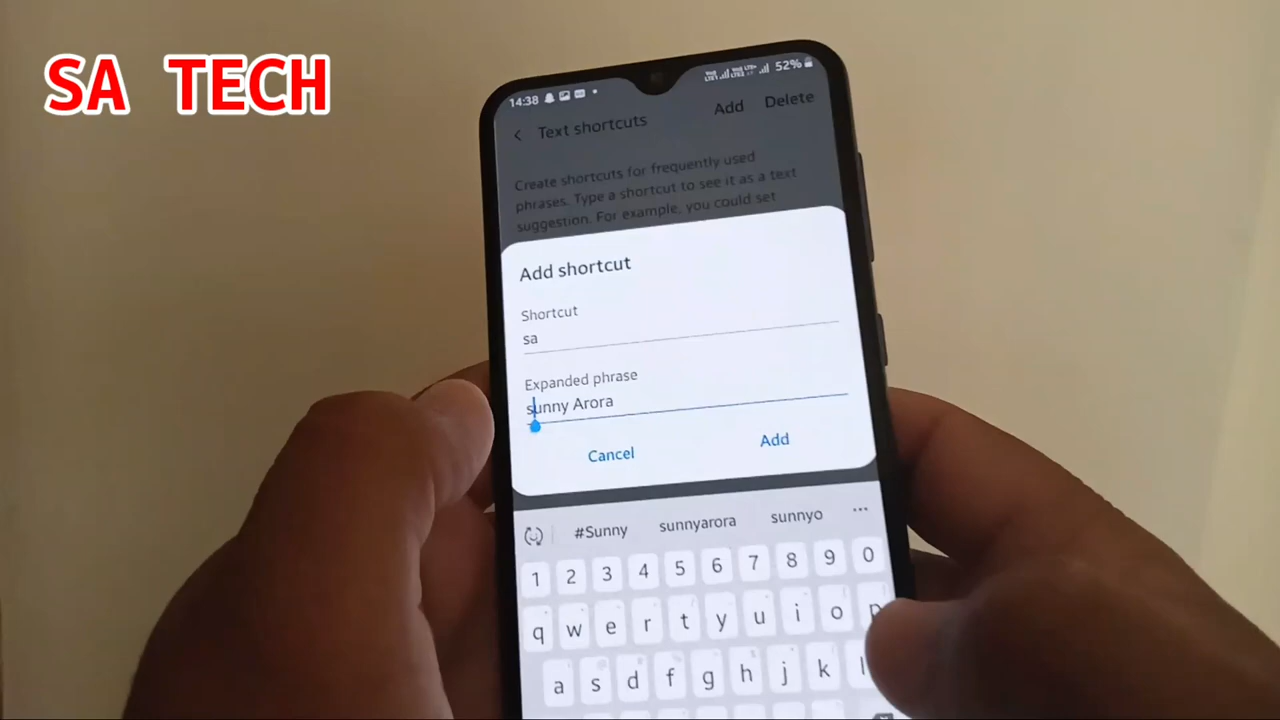 SA TECH
14:38
52%
Text shortcuts
Add
Delete
Create shortcuts for frequently used
phrases. Type a shortcut to see it as a text
suggestion. For example, you could set
Add shortcut
Shortcut
sa
Expanded phrase
sunny Arora
Cancel
Add
#Sunny
sunnyarora
sunnyo
...
1 2 3 4 5 6 7 8 9 0
q w e r t y u i o p
a s d f g h j k l